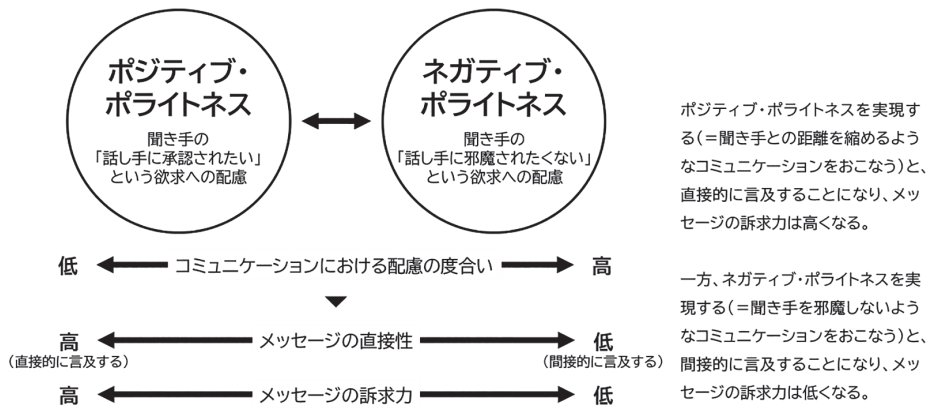 ポジティブ・
ポライトネス
聞き手の
「話し手に承認されたい」
という欲求への配慮
ネガティブ・
ポライトネス
聞き手の
「話し手に邪魔されたくない」
という欲求への配慮
低 コミュニケーションにおける配慮の度合い 高
高 メッセージの直接性 低
(直接的に言及する) (間接的に言及する)
高 メッセージの訴求力 低
ポジティブ・ポライトネスを実現す
る(=聞き手との距離を縮めるよう
なコミュニケーションをおこなう)と、
直接的に言及することになり、メッ
セージの訴求力は高くなる。
一方、ネガティブ・ポライトネスを実
現する(=聞き手を邪魔しないよう
なコミュニケーションをおこなう)と、
間接的に言及することになり、メッ
セージの訴求力は低くなる。